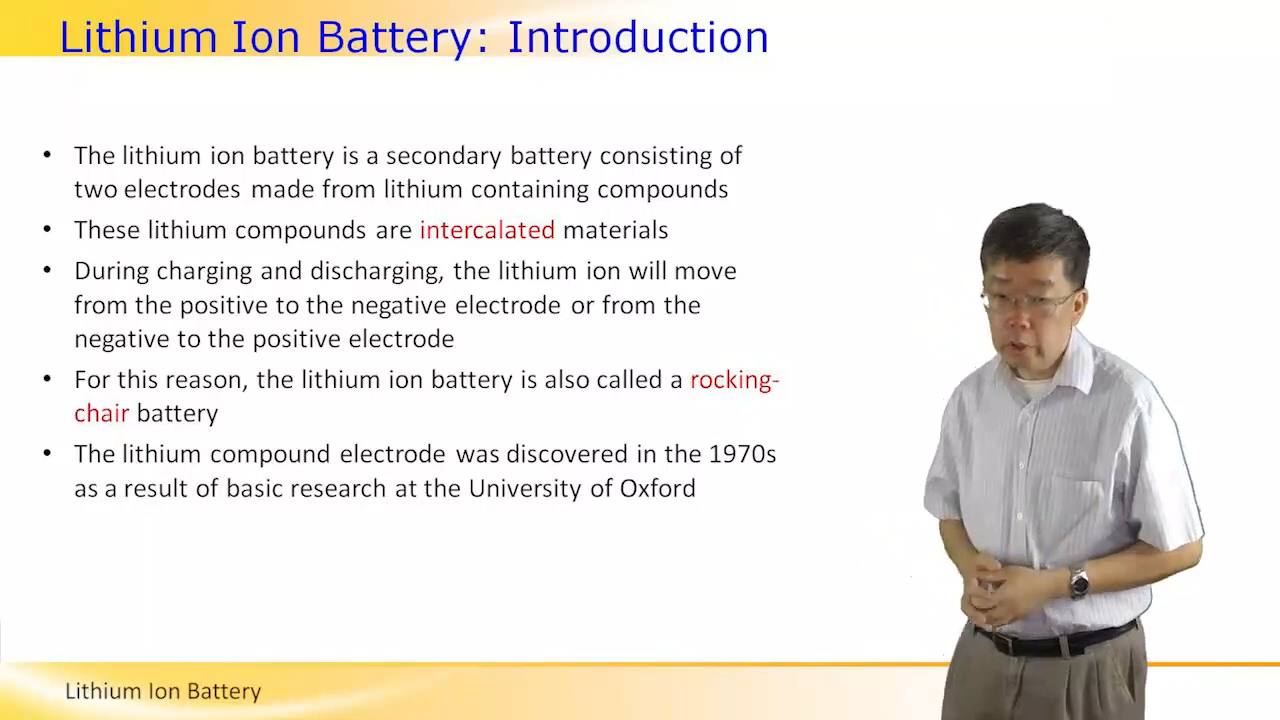 Lithium Ion Battery: Introduction
• The lithium ion battery is a secondary battery consisting of
two electrodes made from lithium containing compounds
• These lithium compounds are intercalated materials
• During charging and discharging, the lithium ion will move
from the positive to the negative electrode or from the
negative to the positive electrode
• For this reason, the lithium ion battery is also called a rocking-
chair battery
• The lithium compound electrode was discovered in the 1970s
as a result of basic research at the University of Oxford
Lithium Ion Battery